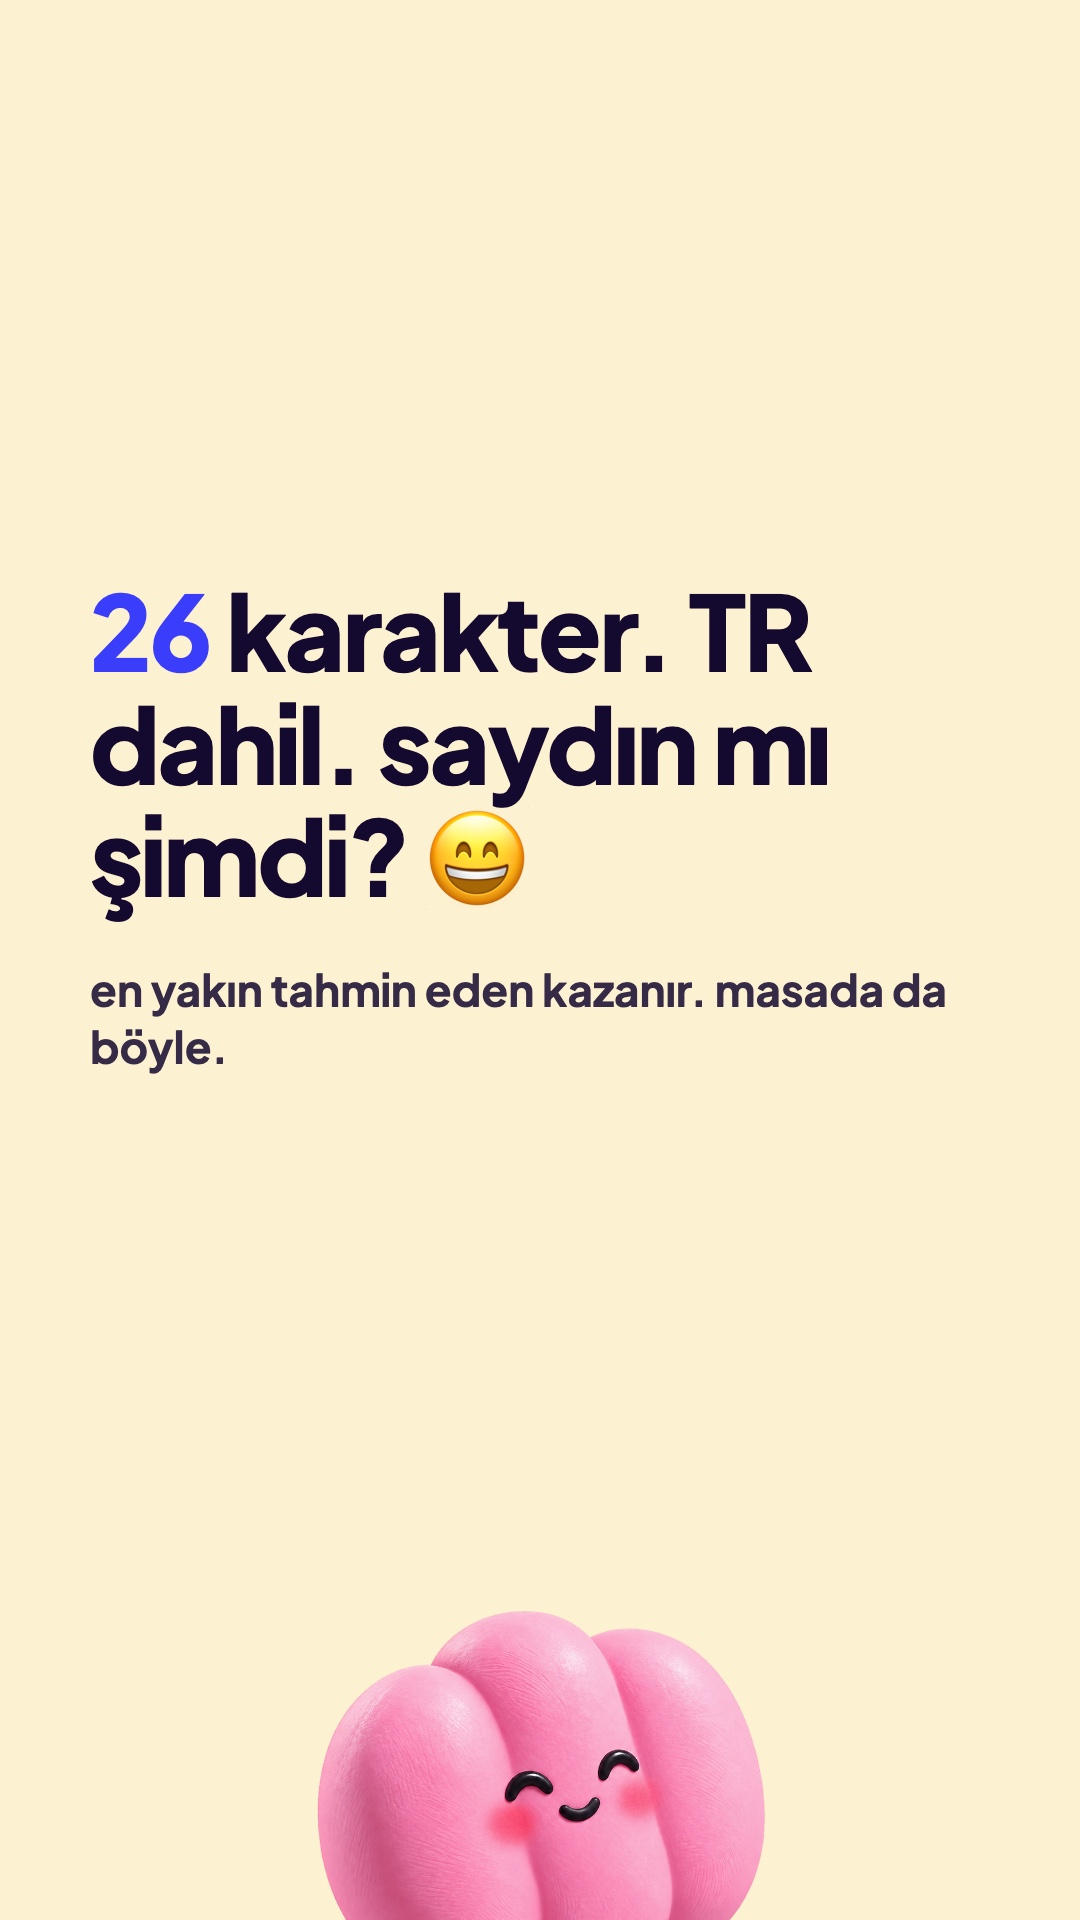 26 karakter. TR
dahil. saydın mı
şimdi? 😄
en yakın tahmin eden kazanır. masada da
böyle.